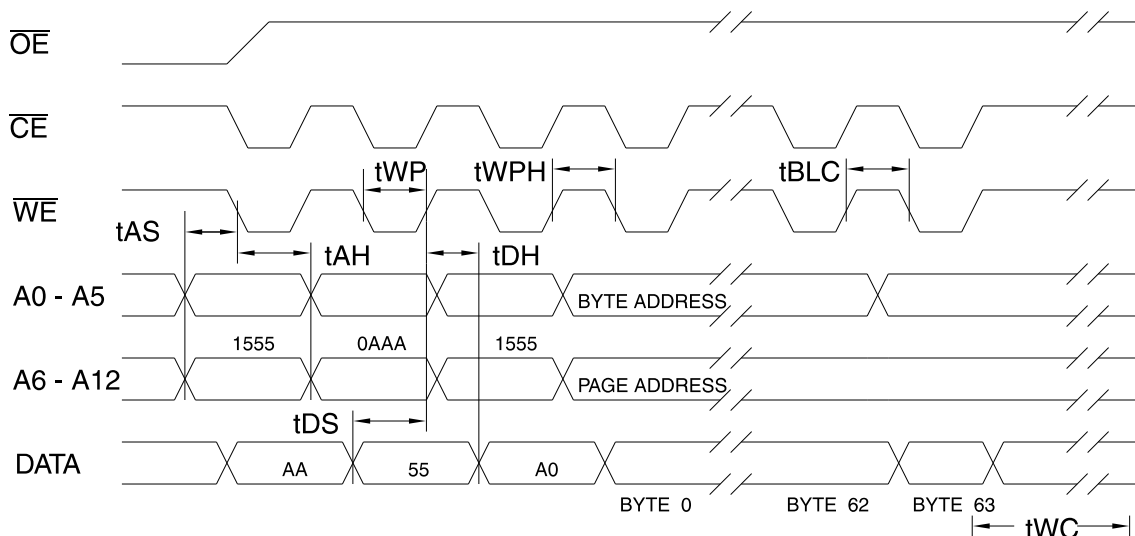 OE
CE
tWP tWPH tBLC
WE
tAS
tAH tDH
A0 - A5 BYTE ADDRESS
1555 0AAA 1555
A6 - A12 PAGE ADDRESS
tDS
DATA AA 55 A0
BYTE 0 BYTE 62 BYTE 63
tWC